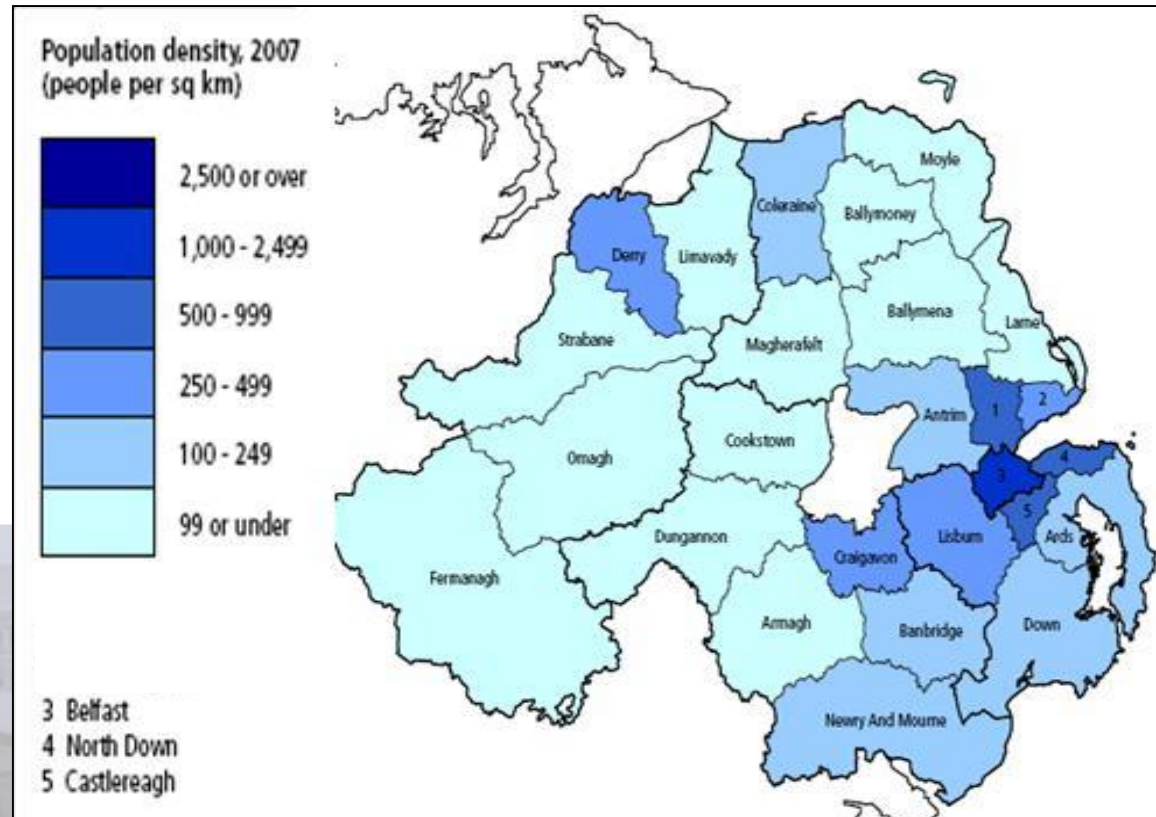 Population density, 2007
(people per sq km)
2,500 or over
1,000 - 2,499
500 - 999
250 - 499
100 - 249
99 or under
3 Belfast
4 North Down
5 Castlereagh
Moyle
Coleraine
Ballymoney
Derry
Limavady
Ballymena
Larne
Strabane
Magherafelt
Antrim
1
2
Cookstown
Omagh
3
4
5
Ards
Dungannon
Craigavon
Lisburn
Fermanagh
Armagh
Banbridge
Down
Newry And Mourne